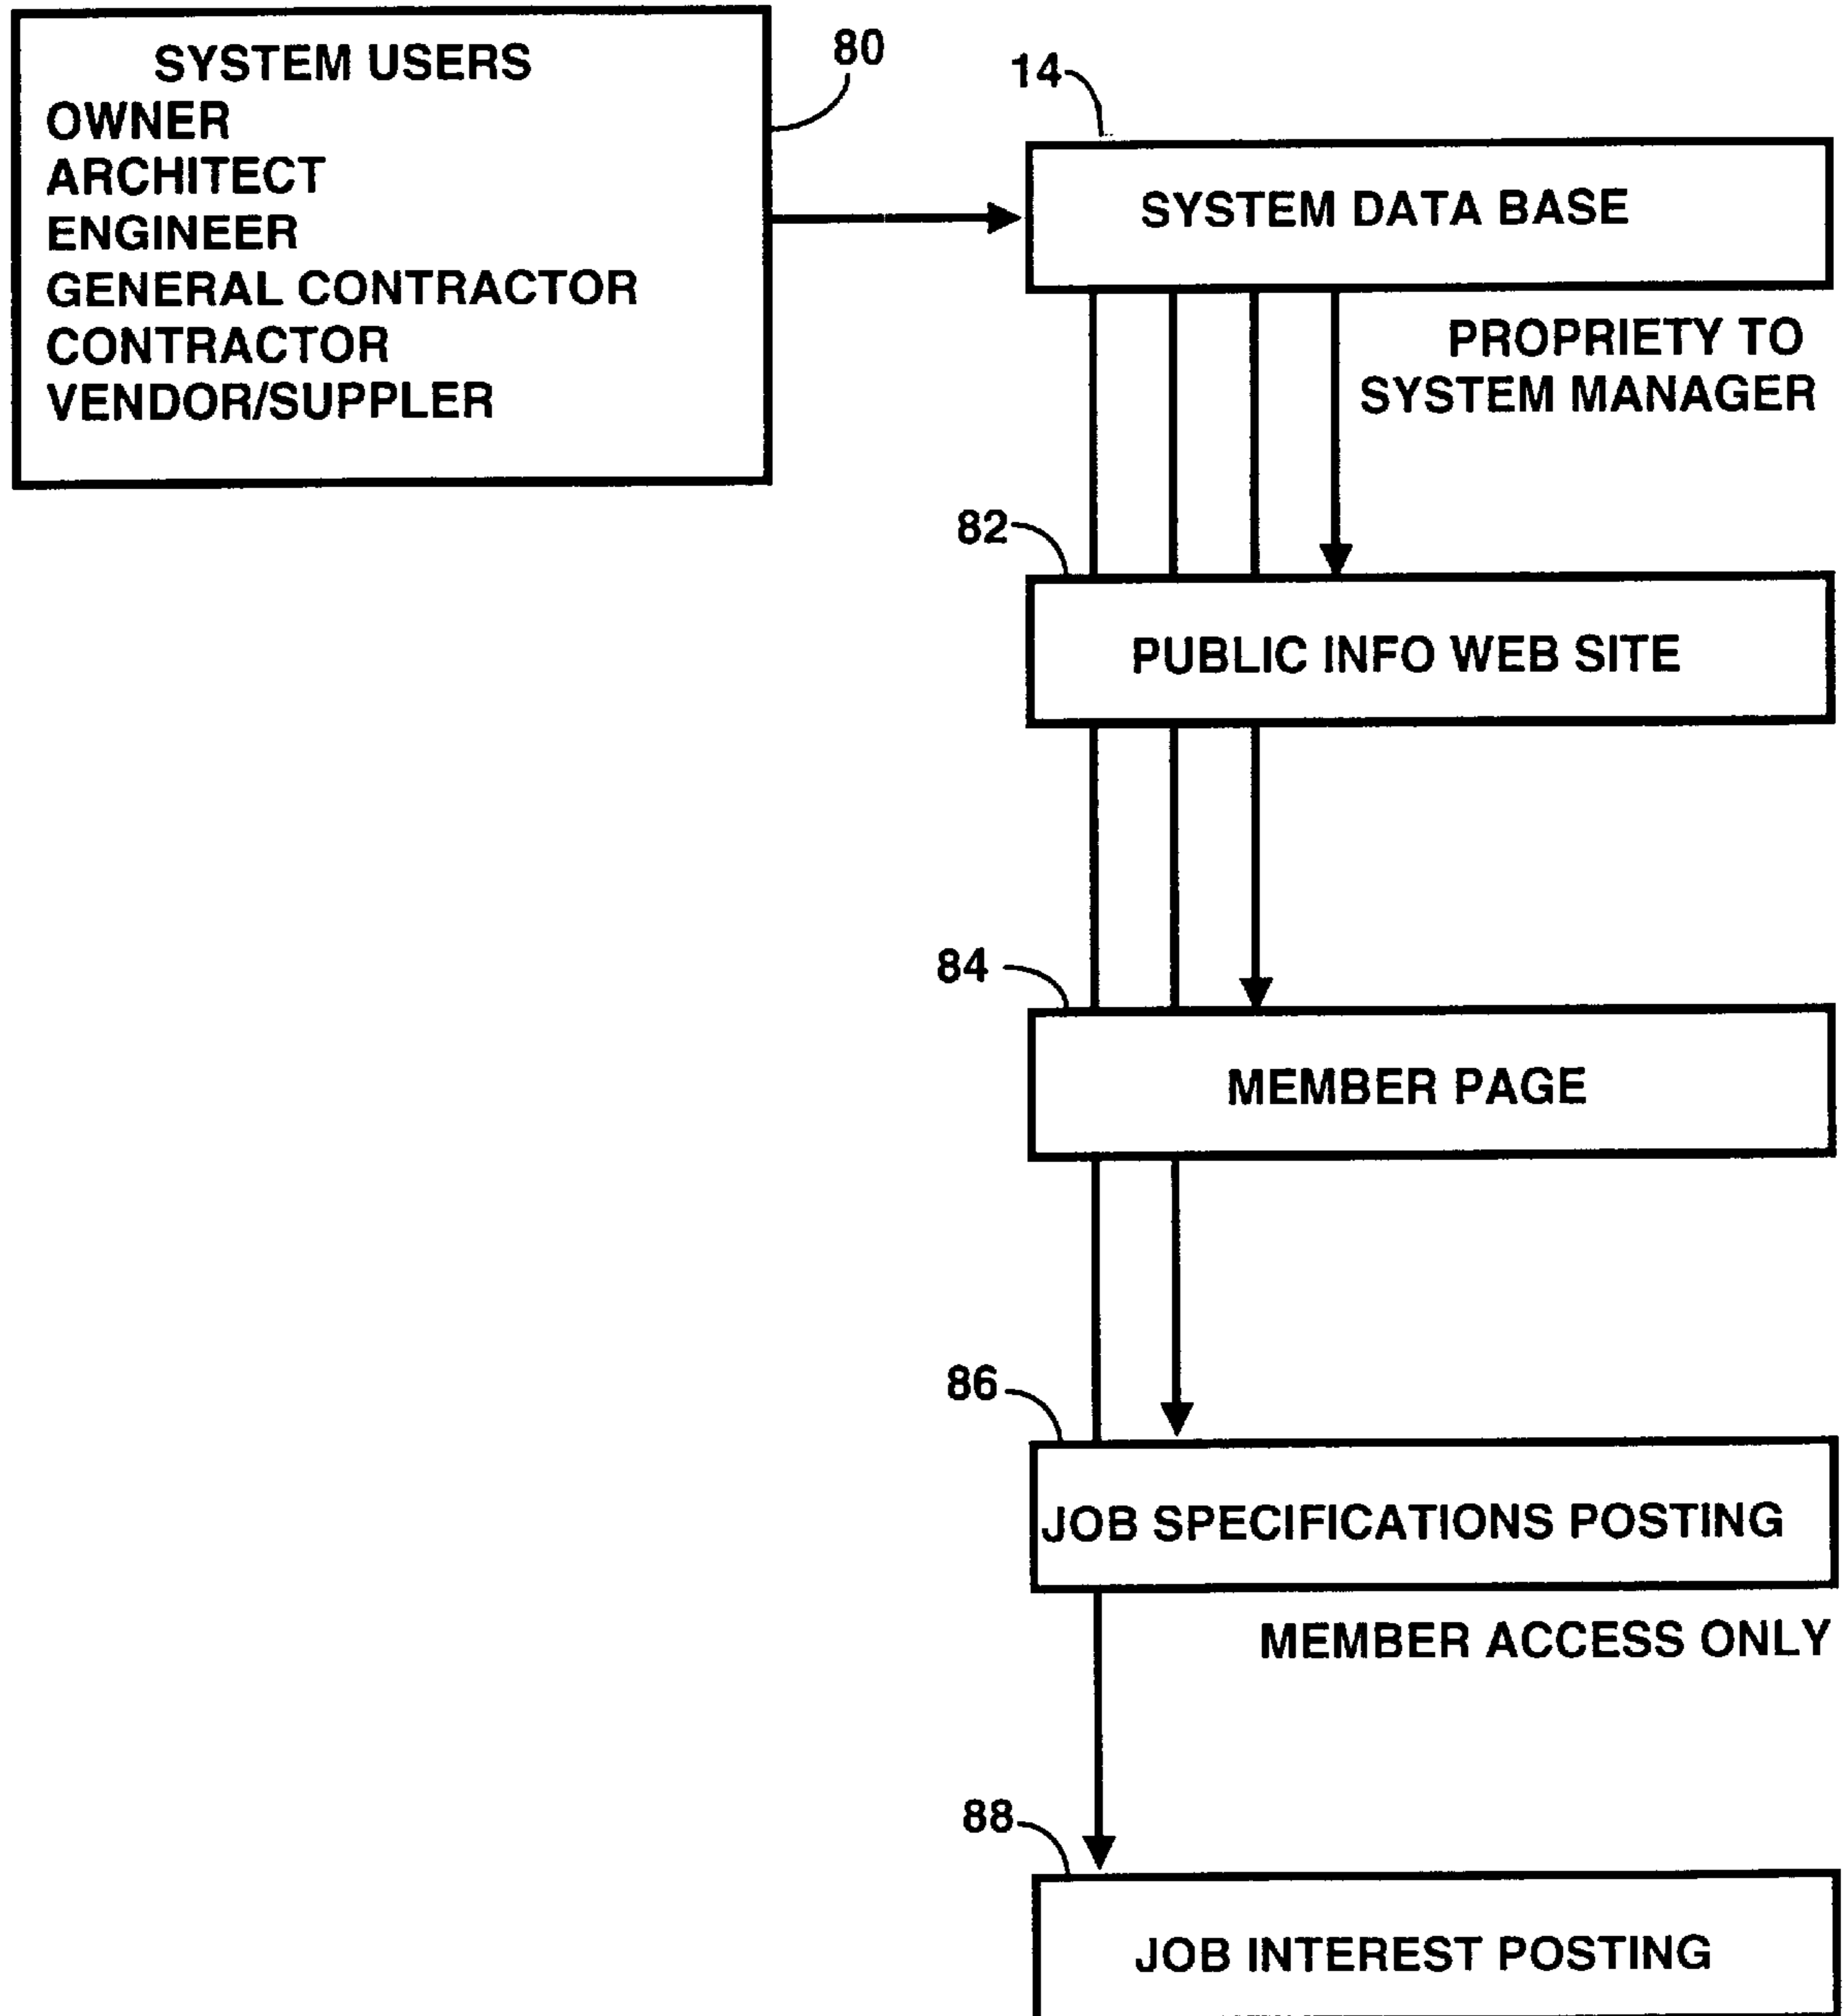 SYSTEM USERS
OWNER
ARCHITECT
ENGINEER
GENERAL CONTRACTOR
CONTRACTOR
VENDOR/SUPPLER
80
14
SYSTEM DATA BASE
PROPRIETY TO
SYSTEM MANAGER
82
PUBLIC INFO WEB SITE
84
MEMBER PAGE
86
JOB SPECIFICATIONS POSTING
MEMBER ACCESS ONLY
88
JOB INTEREST POSTING